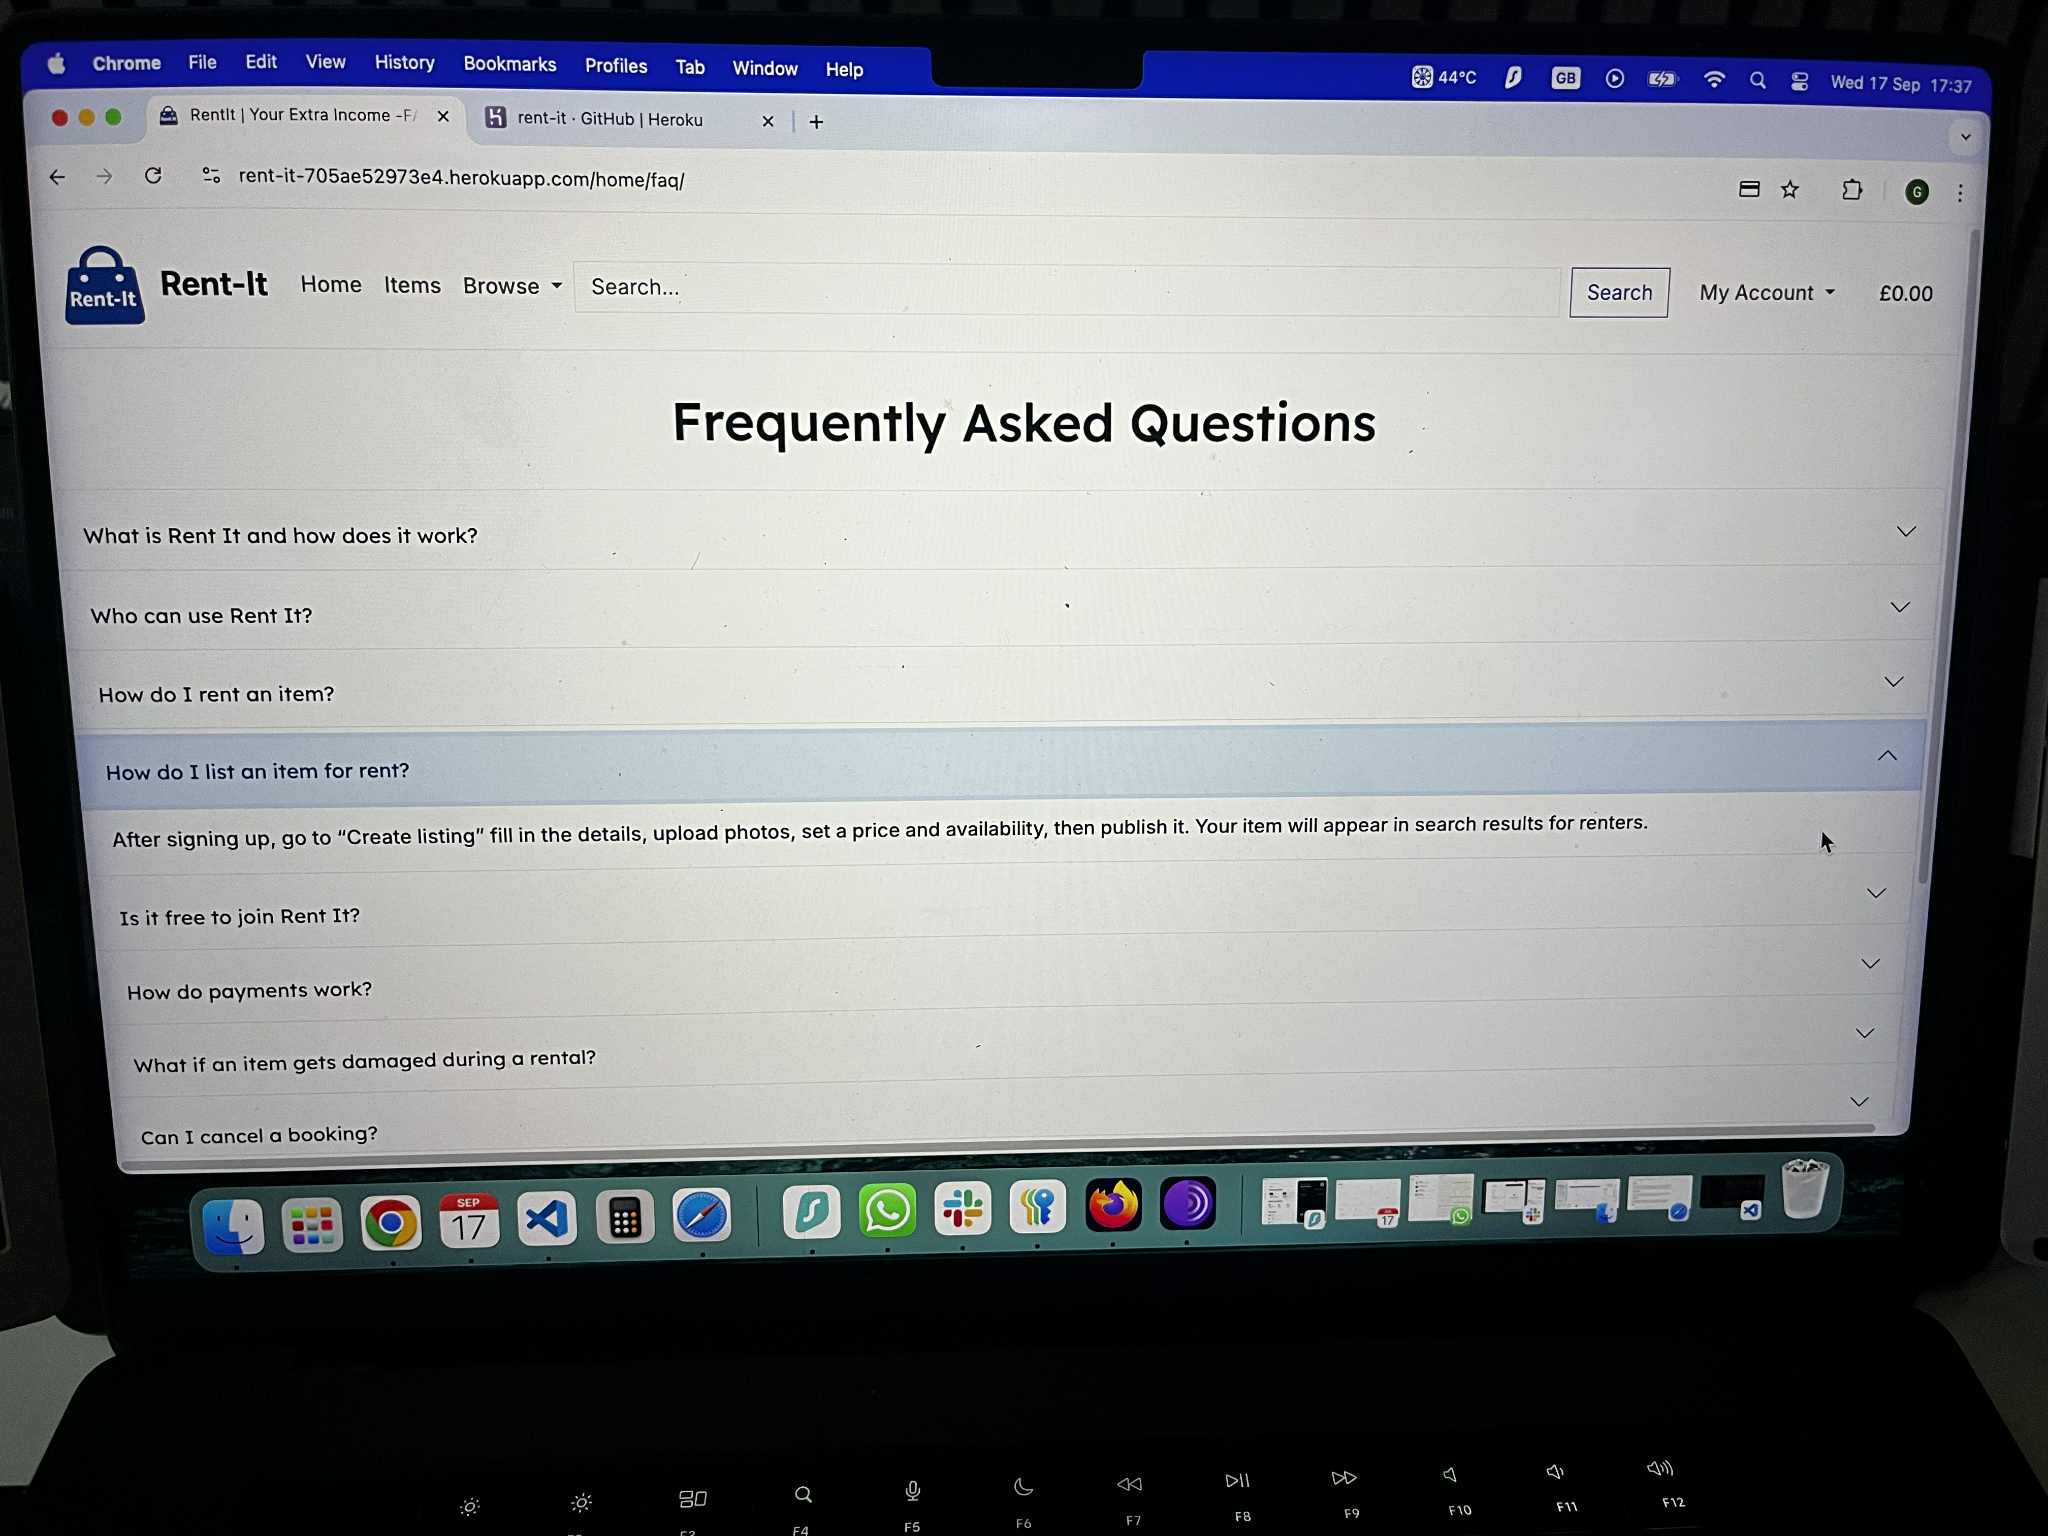 Chrome File Edit View History Bookmarks Profiles Tab Window Help 44°C GB Wed 17 Sep 17:37
RentIt | Your Extra Income -F
rent-it · GitHub | Heroku
rent-it-705ae52973e4.herokuapp.com/home/faq/
G
Rent-It
Rent-It Home Items Browse Search... Search My Account £0.00
Frequently Asked Questions
What is Rent It and how does it work?
Who can use Rent It?
How do I rent an item?
How do I list an item for rent?
After signing up, go to “Create listing” fill in the details, upload photos, set a price and availability, then publish it. Your item will appear in search results for renters.
Is it free to join Rent It?
How do payments work?
What if an item gets damaged during a rental?
Can I cancel a booking?
SEP
17
17
F4 F5 F6 F7 F8 F9 F10 F11 F12